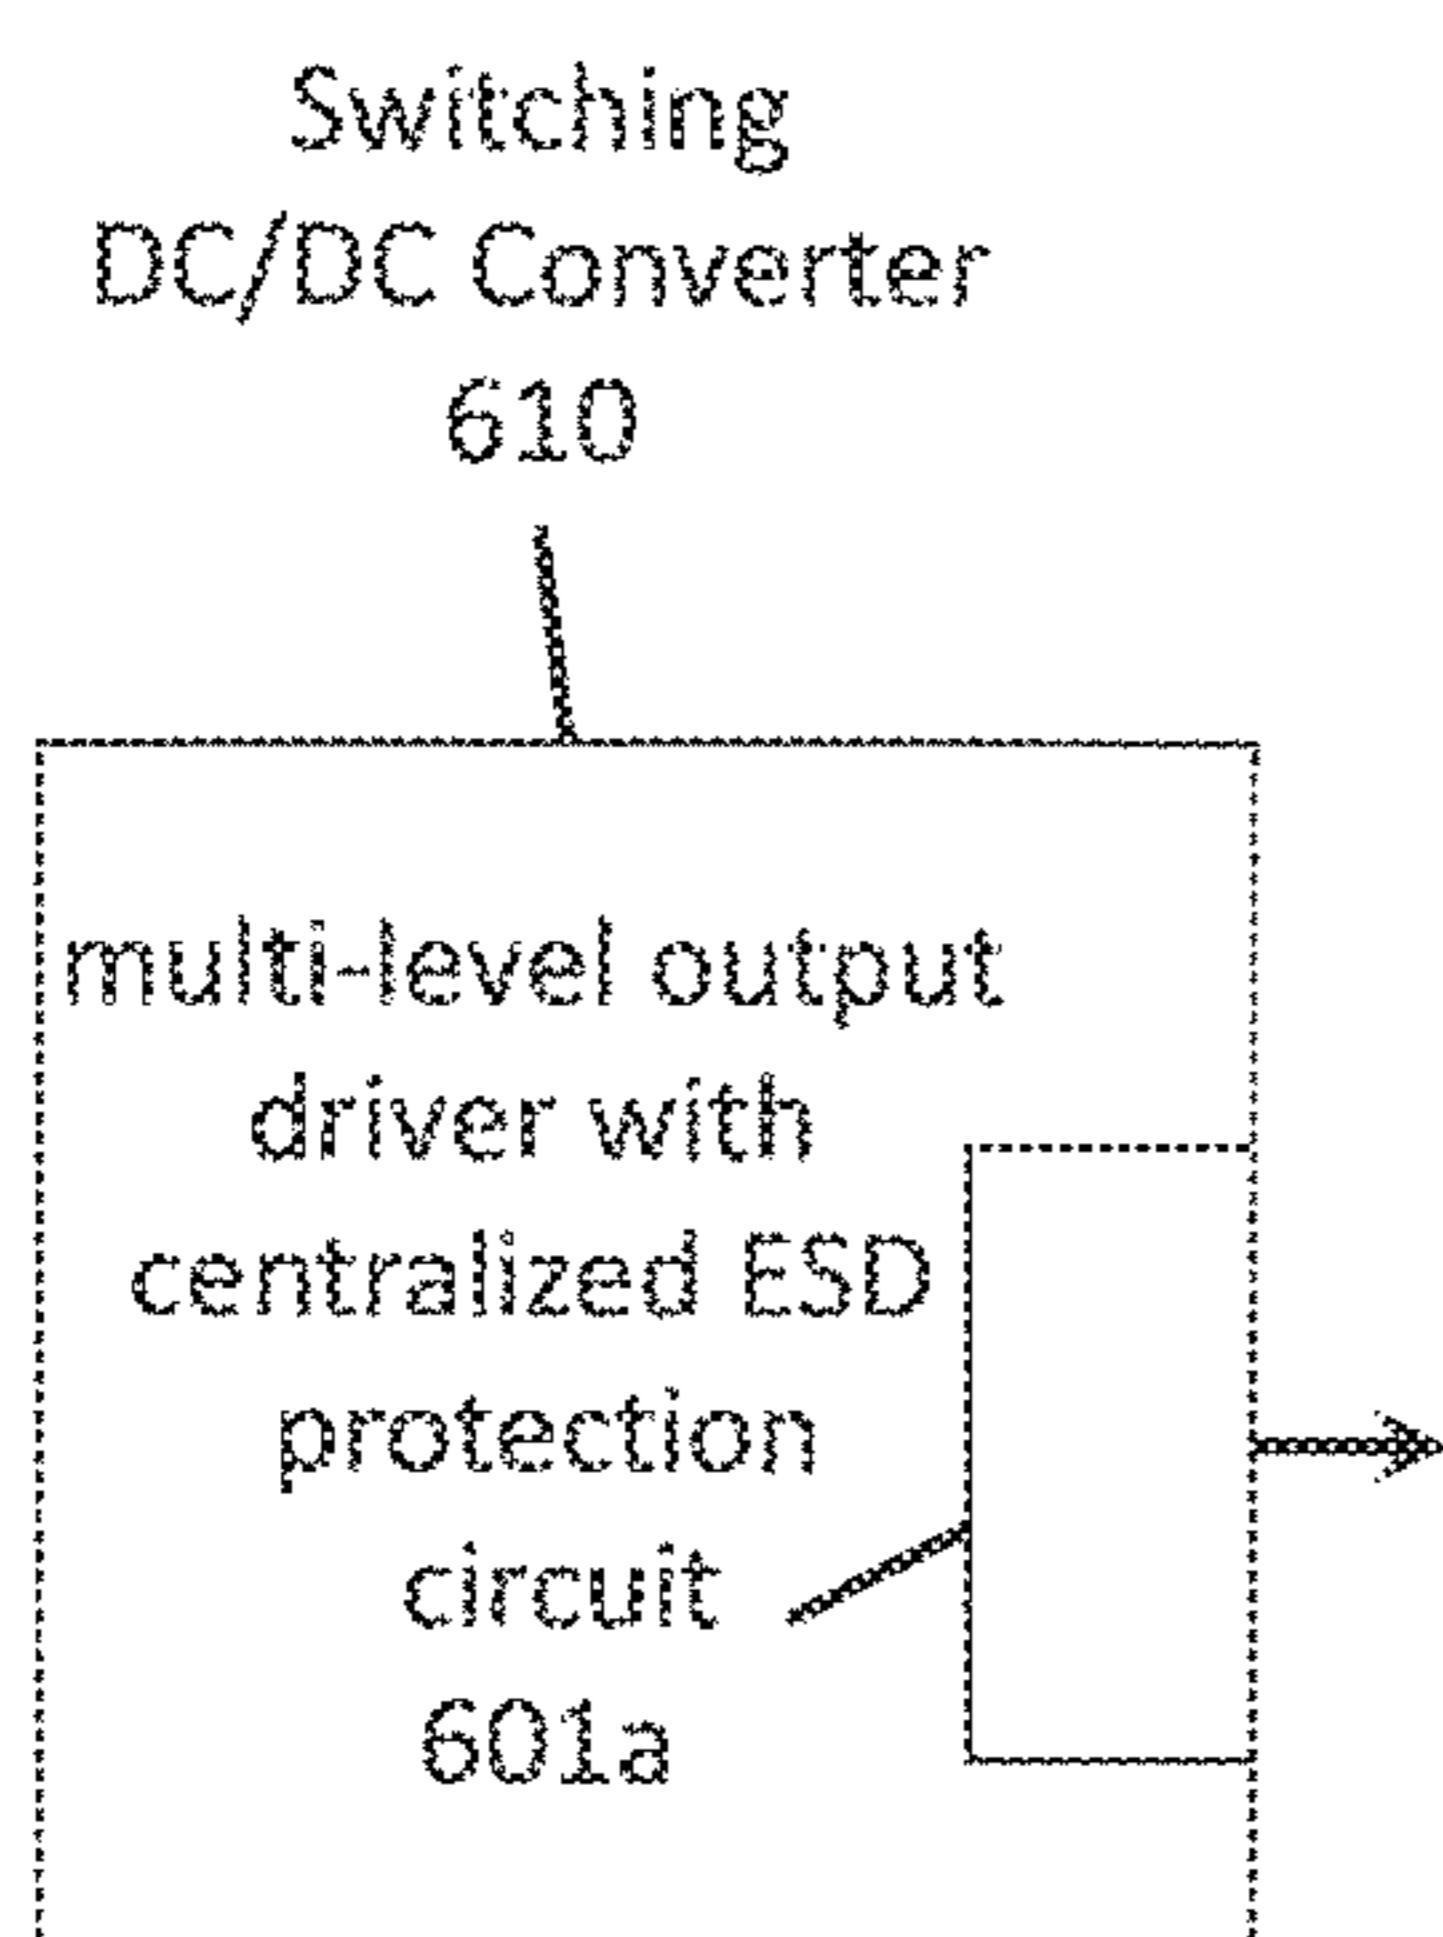 Switching
DC/DC Converter
610
multi-level output
driver with
centralized ESD
protection
circuit
601a